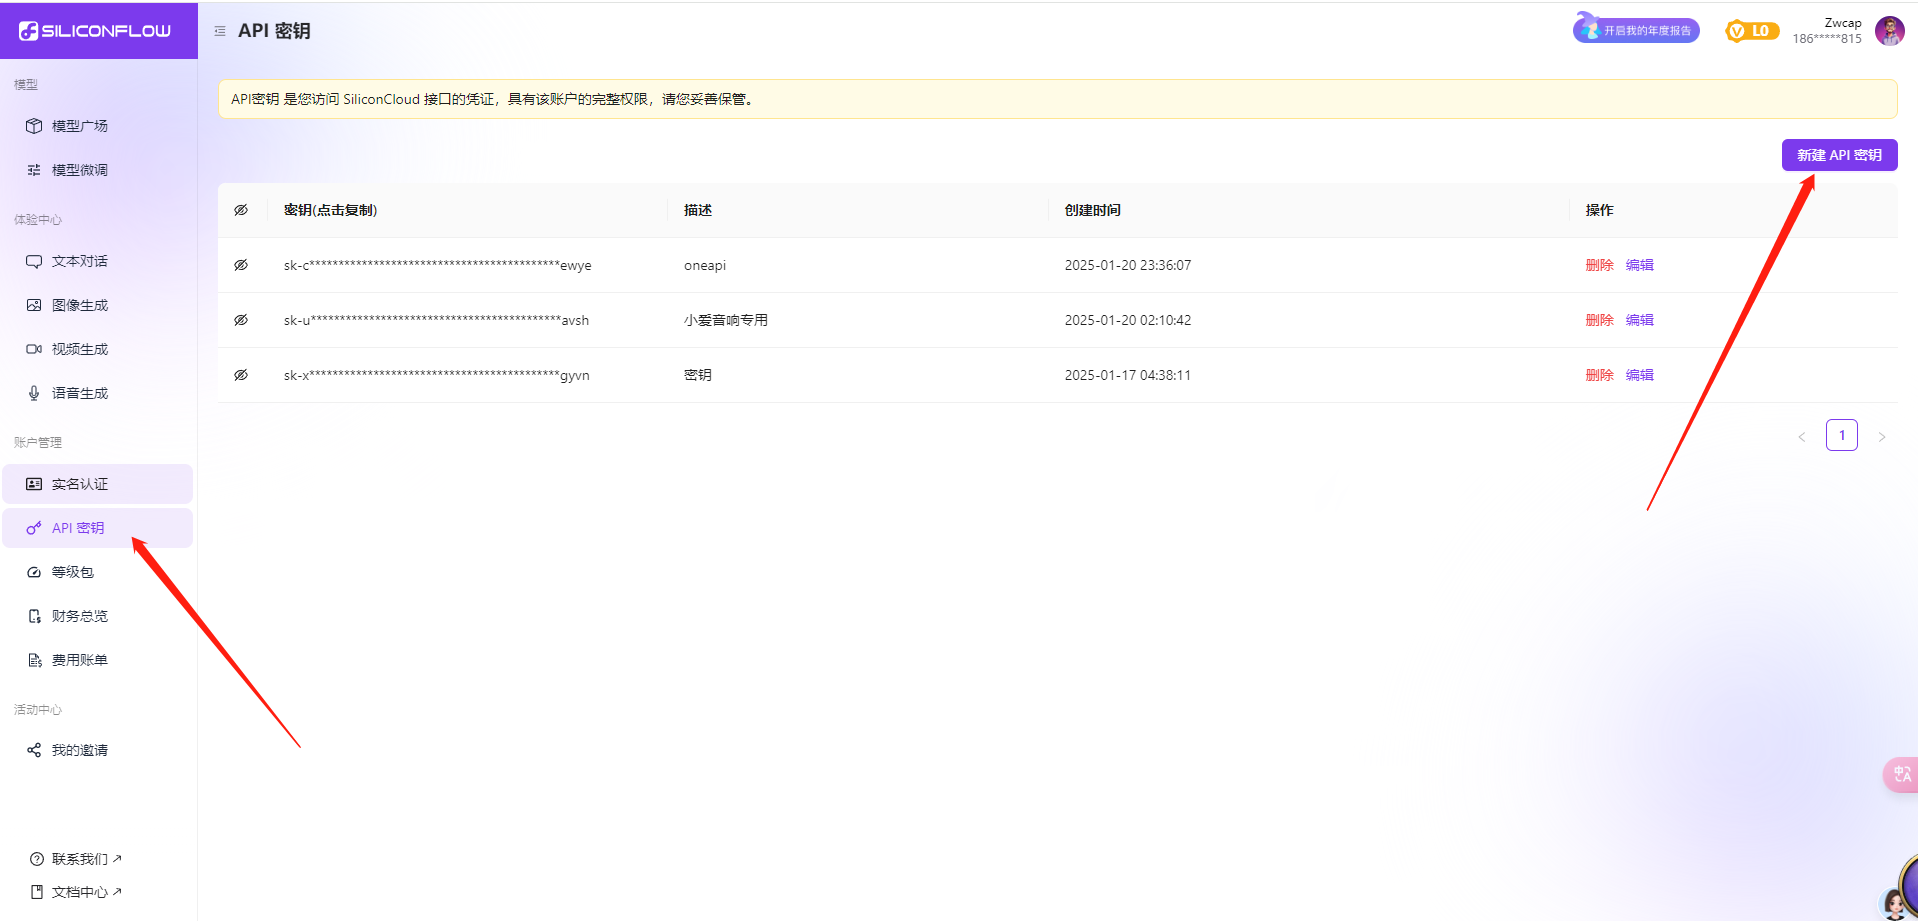 SILICONFLOW
API 密钥
开启我的年度报告
L0
Zwcap
186*****815
模型
模型广场
模型微调
体验中心
文本对话
图像生成
视频生成
语音生成
账户管理
实名认证
API 密钥
等级包
财务总览
费用账单
活动中心
我的邀请
联系我们
文档中心
API密钥 是您访问 SiliconCloud 接口的凭证，具有该账户的完整权限，请您妥善保管。
新建 API 密钥
密钥(点击复制) 描述 创建时间 操作
sk-c*******************************************ewye oneapi 2025-01-20 23:36:07 删除 编辑
sk-u*******************************************avsh 小爱音响专用 2025-01-20 02:10:42 删除 编辑
sk-x*******************************************gyvn 密钥 2025-01-17 04:38:11 删除 编辑
1
中A